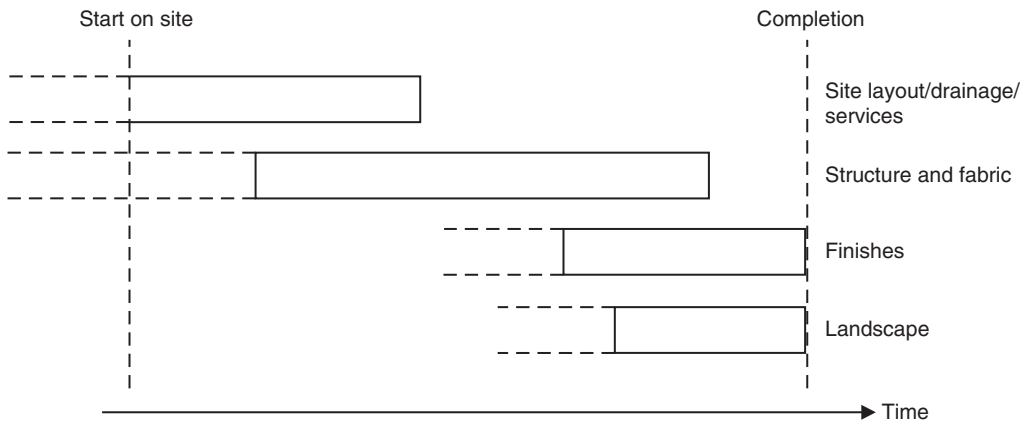 Start on site
Completion
Site layout/drainage/
services
Structure and fabric
Finishes
Landscape
Time